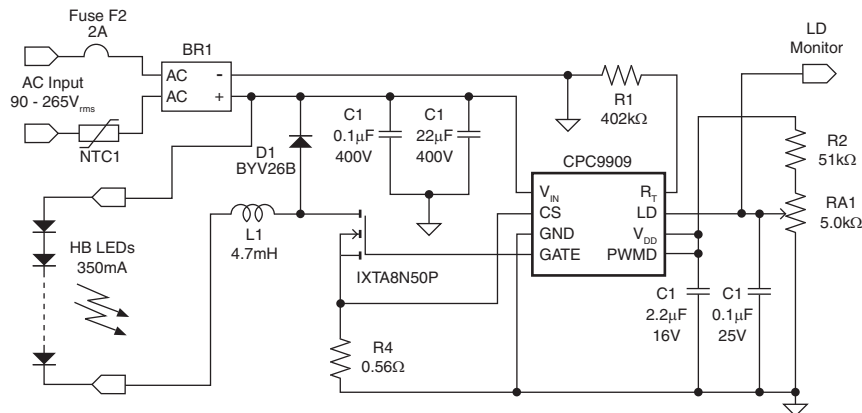 Fuse F2
2A
BR1
AC -
AC +
AC Input
90 - 265Vrms
NTC1
LD
Monitor
R1
402kΩ
C1
0.1μF
400V
C1
22μF
400V
D1
BYV26B
CPC9909
VIN
CS
GND
GATE
RT
LD
VDD
PWMD
R2
51kΩ
RA1
5.0kΩ
L1
4.7mH
HB LEDs
350mA
IXTA8N50P
R4
0.56Ω
C1
2.2μF
16V
C1
0.1μF
25V